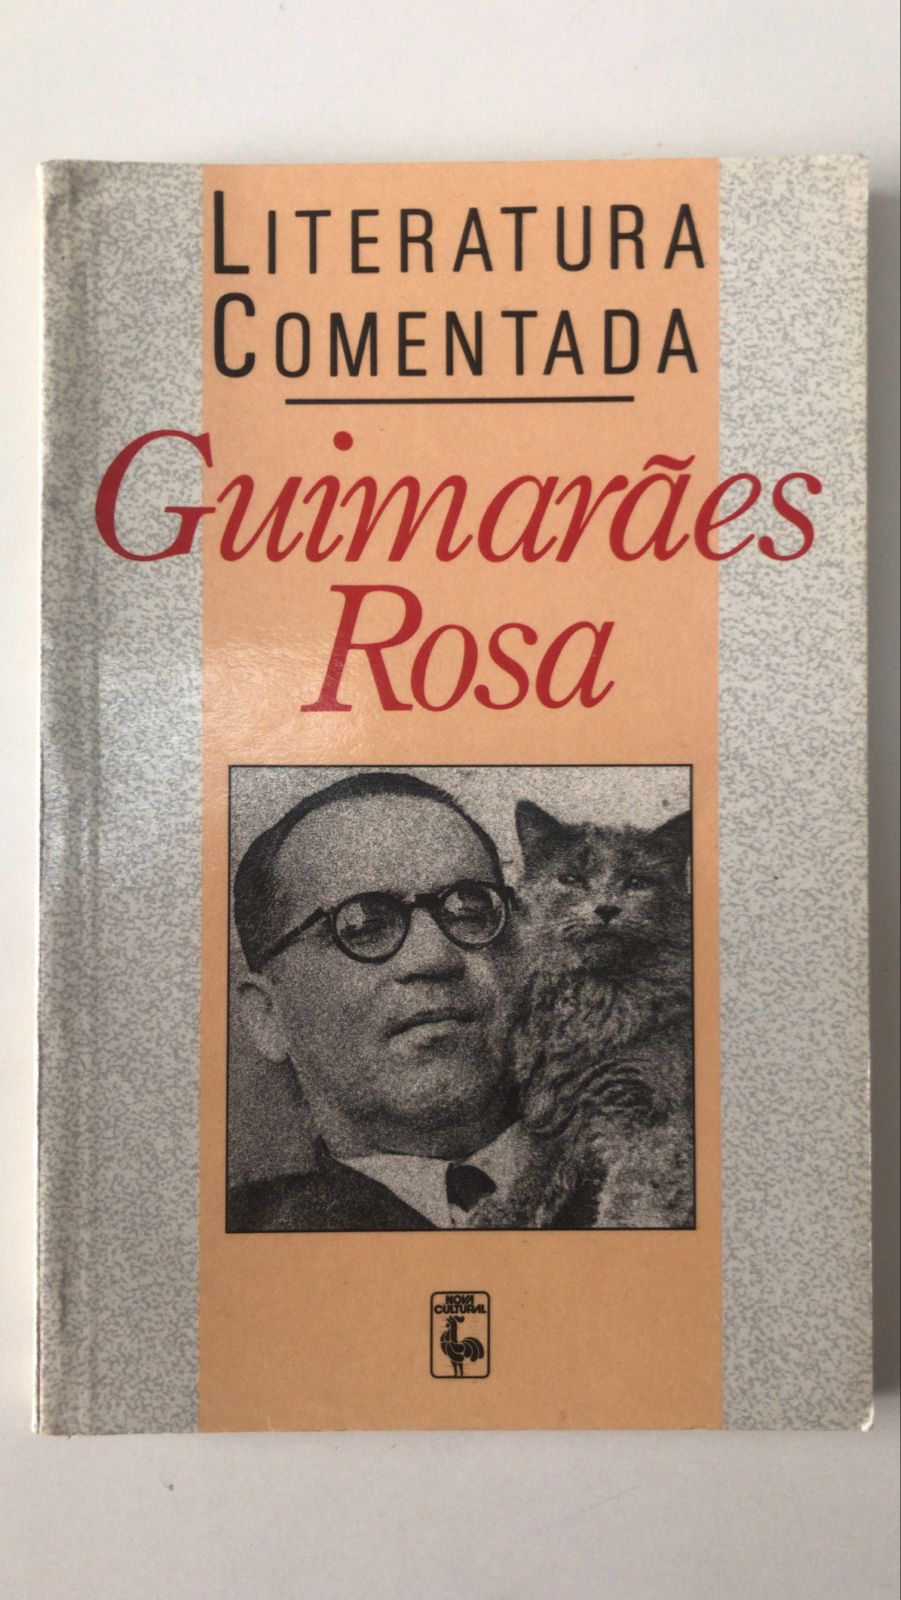 LITERATURA
COMENTADA
Guimarães
Rosa
NOVA
CULTURAL